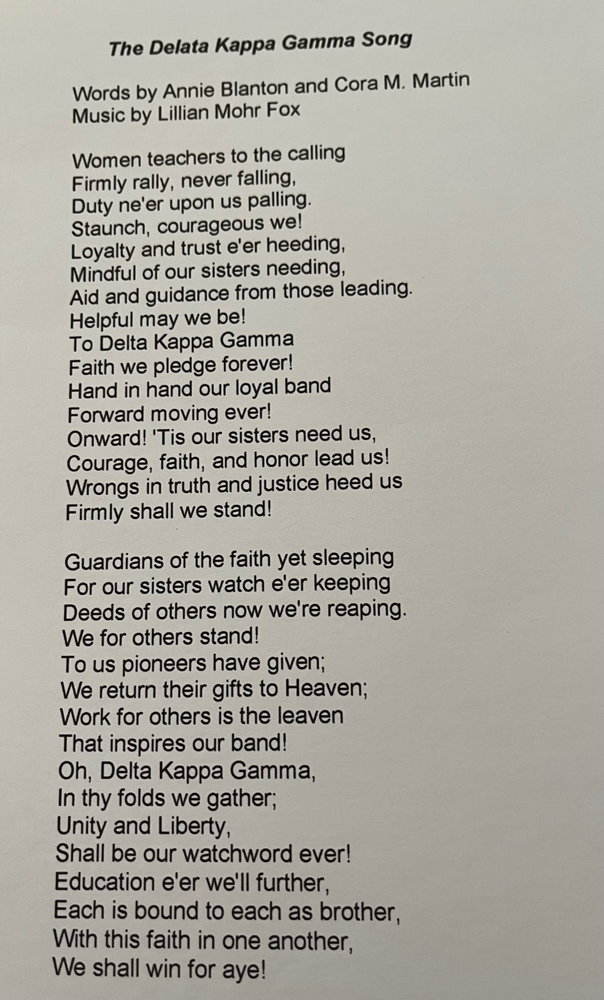 The Delata Kappa Gamma Song
Words by Annie Blanton and Cora M. Martin
Music by Lillian Mohr Fox
Women teachers to the calling
Firmly rally, never falling,
Duty ne'er upon us palling.
Staunch, courageous we!
Loyalty and trust e'er heeding,
Mindful of our sisters needing,
Aid and guidance from those leading.
Helpful may we be!
To Delta Kappa Gamma
Faith we pledge forever!
Hand in hand our loyal band
Forward moving ever!
Onward! 'Tis our sisters need us,
Courage, faith, and honor lead us!
Wrongs in truth and justice heed us
Firmly shall we stand!
Guardians of the faith yet sleeping
For our sisters watch e'er keeping
Deeds of others now we're reaping.
We for others stand!
To us pioneers have given;
We return their gifts to Heaven;
Work for others is the leaven
That inspires our band!
Oh, Delta Kappa Gamma,
In thy folds we gather;
Unity and Liberty,
Shall be our watchword ever!
Education e'er we'll further,
Each is bound to each as brother,
With this faith in one another,
We shall win for aye!